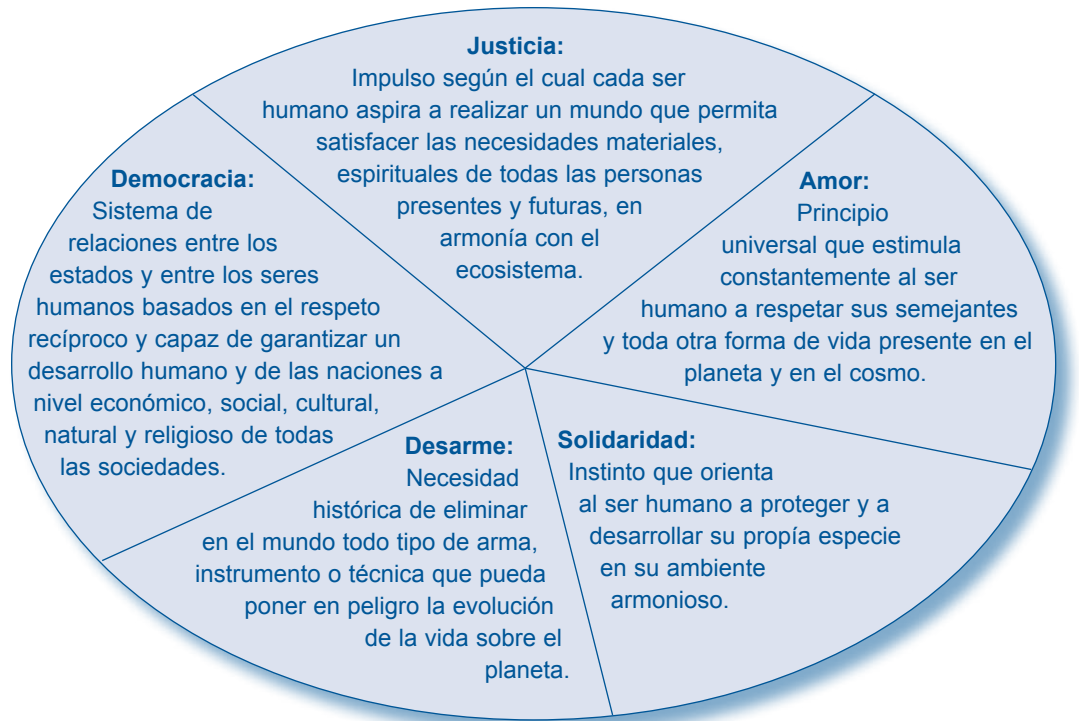 Justicia:
Impulso según el cual cada ser
humano aspira a realizar un mundo que permita
satisfacer las necesidades materiales,
espirituales de todas las personas
presentes y futuras, en
armonía con el
ecosistema.
Democracia:
Sistema de
relaciones entre los
estados y entre los seres
humanos basados en el respeto
recíproco y capaz de garantizar un
desarrollo humano y de las naciones a
nivel económico, social, cultural,
natural y religioso de todas
las sociedades.
Amor:
Principio
universal que estimula
constantemente al ser
humano a respetar sus semejantes
y toda otra forma de vida presente en el
planeta y en el cosmo.
Desarme:
Necesidad
histórica de eliminar
en el mundo todo tipo de arma,
instrumento o técnica que pueda
poner en peligro la evolución
de la vida sobre el
planeta.
Solidaridad:
Instinto que orienta
al ser humano a proteger y a
desarrollar su propía especie
en su ambiente
armonioso.